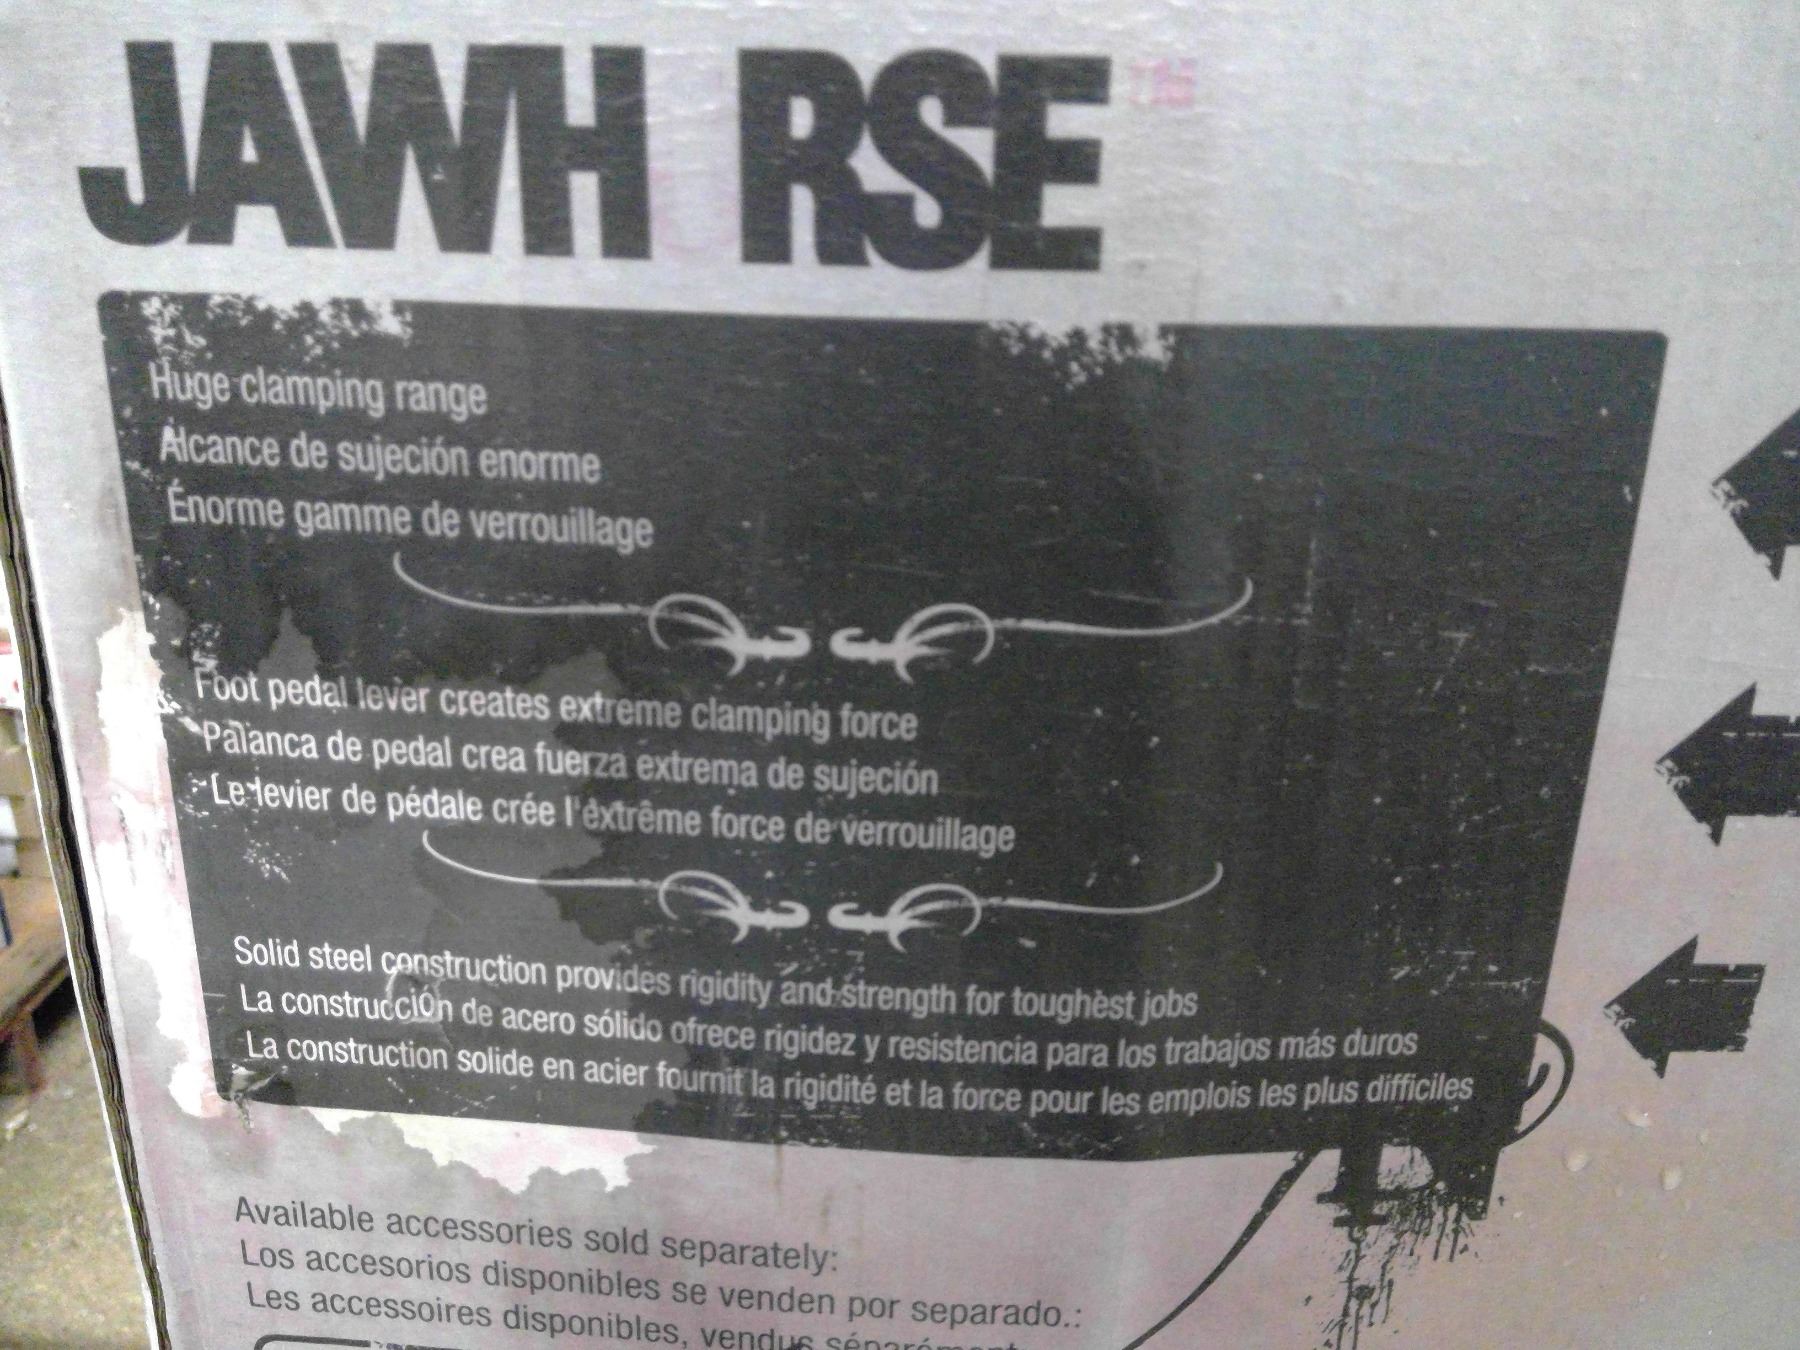 JAWH RSE TM
Huge clamping range
Alcance de sujeción enorme
Énorme gamme de verrouillage
Foot pedal lever creates extreme clamping force
Palanca de pedal crea fuerza extrema de sujeción
Le levier de pédale crée l'extrême force de verrouillage
Solid steel construction provides rigidity and strength for toughest jobs
La construcción de acero sólido ofrece rigidez y resistencia para los trabajos más duros
La construction solide en acier fournit la rigidité et la force pour les emplois les plus difficiles
Available accessories sold separately:
Los accesorios disponibles se venden por separado.:
Les accessoires disponibles, vendus séparément